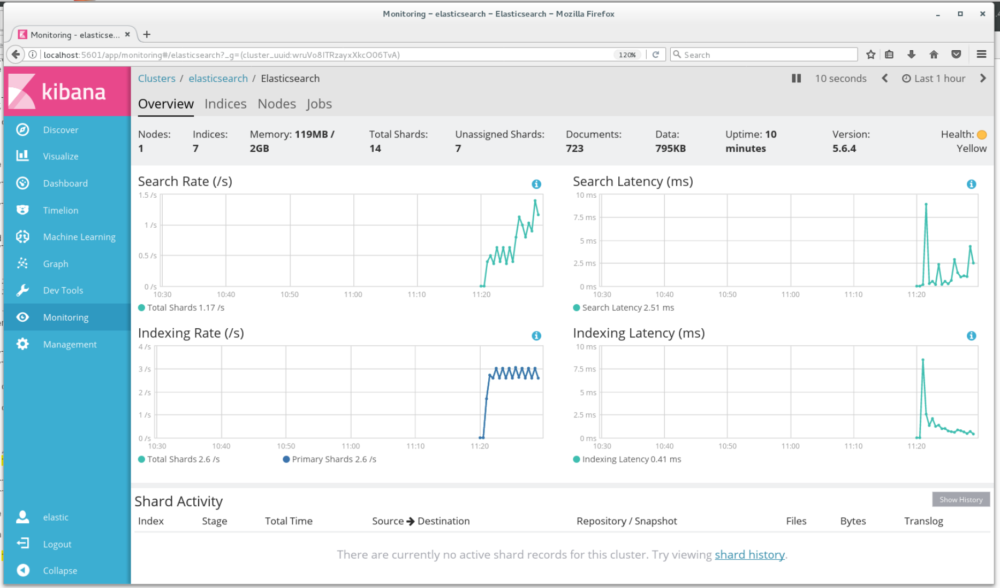 Monitoring - elasticsearch - Elasticsearch - Mozilla Firefox
Monitoring - elasticse...
localhost:5601/app/monitoring#/elasticsearch?_g=(cluster_uuid:wruVo8ITRzayxXkcO06TvA)
120%
Search
kibana
Clusters / elasticsearch / Elasticsearch
10 seconds
Last 1 hour
Overview Indices Nodes Jobs
Discover
Visualize
Dashboard
Timelion
Machine Learning
Graph
Dev Tools
Monitoring
Management
elastic
Logout
Collapse
Nodes: 1
Indices: 7
Memory: 119MB / 2GB
Total Shards: 14
Unassigned Shards: 7
Documents: 723
Data: 795KB
Uptime: 10 minutes
Version: 5.6.4
Health: Yellow
Search Rate (/s)
1.5 /s
1 /s
0.5 /s
0 /s
10:30 10:40 10:50 11:00 11:10 11:20
Total Shards 1.17 /s
Search Latency (ms)
10 ms
7.5 ms
5 ms
2.5 ms
0 ms
10:30 10:40 10:50 11:00 11:10 11:20
Search Latency 2.51 ms
Indexing Rate (/s)
4 /s
3 /s
2 /s
1 /s
0 /s
10:30 10:40 10:50 11:00 11:10 11:20
Total Shards 2.6 /s Primary Shards 2.6 /s
Indexing Latency (ms)
10 ms
7.5 ms
5 ms
2.5 ms
0 ms
10:30 10:40 10:50 11:00 11:10 11:20
Indexing Latency 0.41 ms
Shard Activity
Show History
Index Stage Total Time Source Destination Repository / Snapshot Files Bytes Translog
There are currently no active shard records for this cluster. Try viewing shard history.